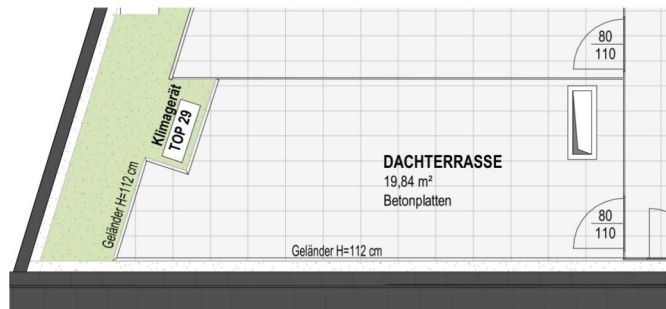 80
110
Klimagerät
TOP 29
DACHTERRASSE
19,84 m²
Betonplatten
Geländer H=112 cm
80
110
Geländer H=112 cm